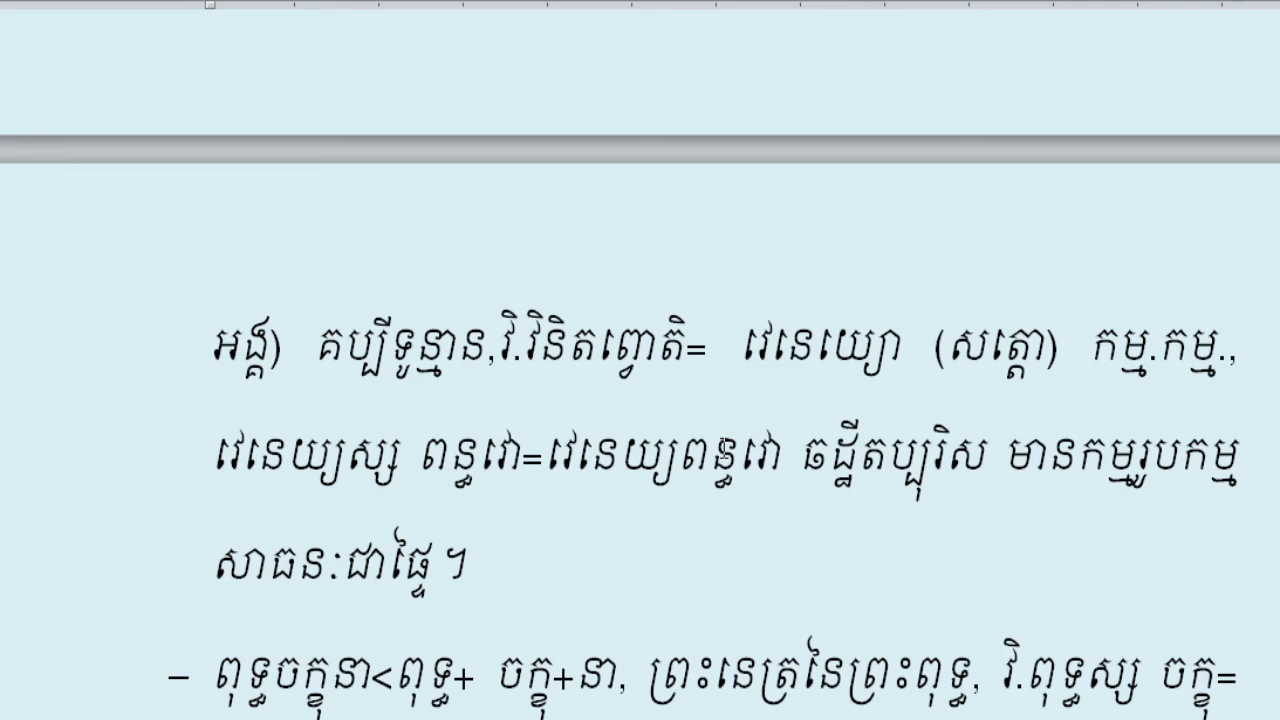 អង្គ) គប្បីទូន្មាន,វិ.វិនិតព្វោតិ= វេនេយ្យោ (សត្តោ) កម្ម.កម្ម.,
វេនេយ្យស្ស ពន្ធវោ=វេនេយ្យពន្ធវោ ឆដ្ឋីតប្បុរិស មានកម្មរូបកម្ម
សាធនៈជាផ្ទៃ ។
– ពុទ្ធចក្ខុនា<ពុទ្ធ+ ចក្ខុ+នា, ព្រះនេត្រនៃព្រះពុទ្ធ, វិ.ពុទ្ធស្ស ចក្ខុ=